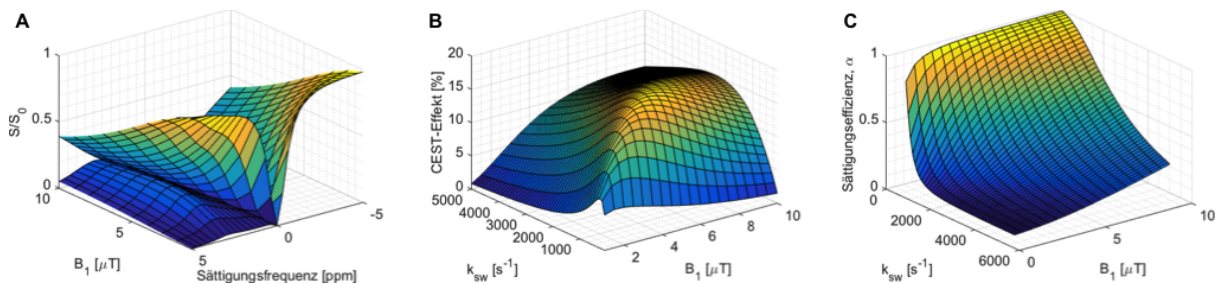 A
S/S0
1
0.5
0
10
5
B1 [μT]
5
0
-5
Sättigungsfrequenz [ppm]
B
CEST-Effekt [%]
20
15
10
5
0
5000
4000
3000
2000
1000
ksw [s-1]
2
4
6
8
10
B1 [μT]
C
Sättigungseffizienz, α
1
0.5
0
0
2000
4000
6000
ksw [s-1]
0
5
10
B1 [μT]